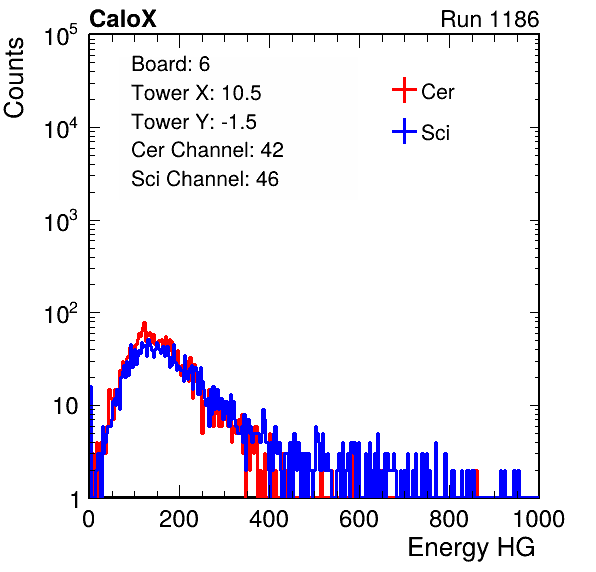 CaloX Run 1186
Counts
10^5
10^4
10^3
10^2
10
1
Board: 6
Tower X: 10.5
Tower Y: -1.5
Cer Channel: 42
Sci Channel: 46
Cer
Sci
0 200 400 600 800 1000
Energy HG